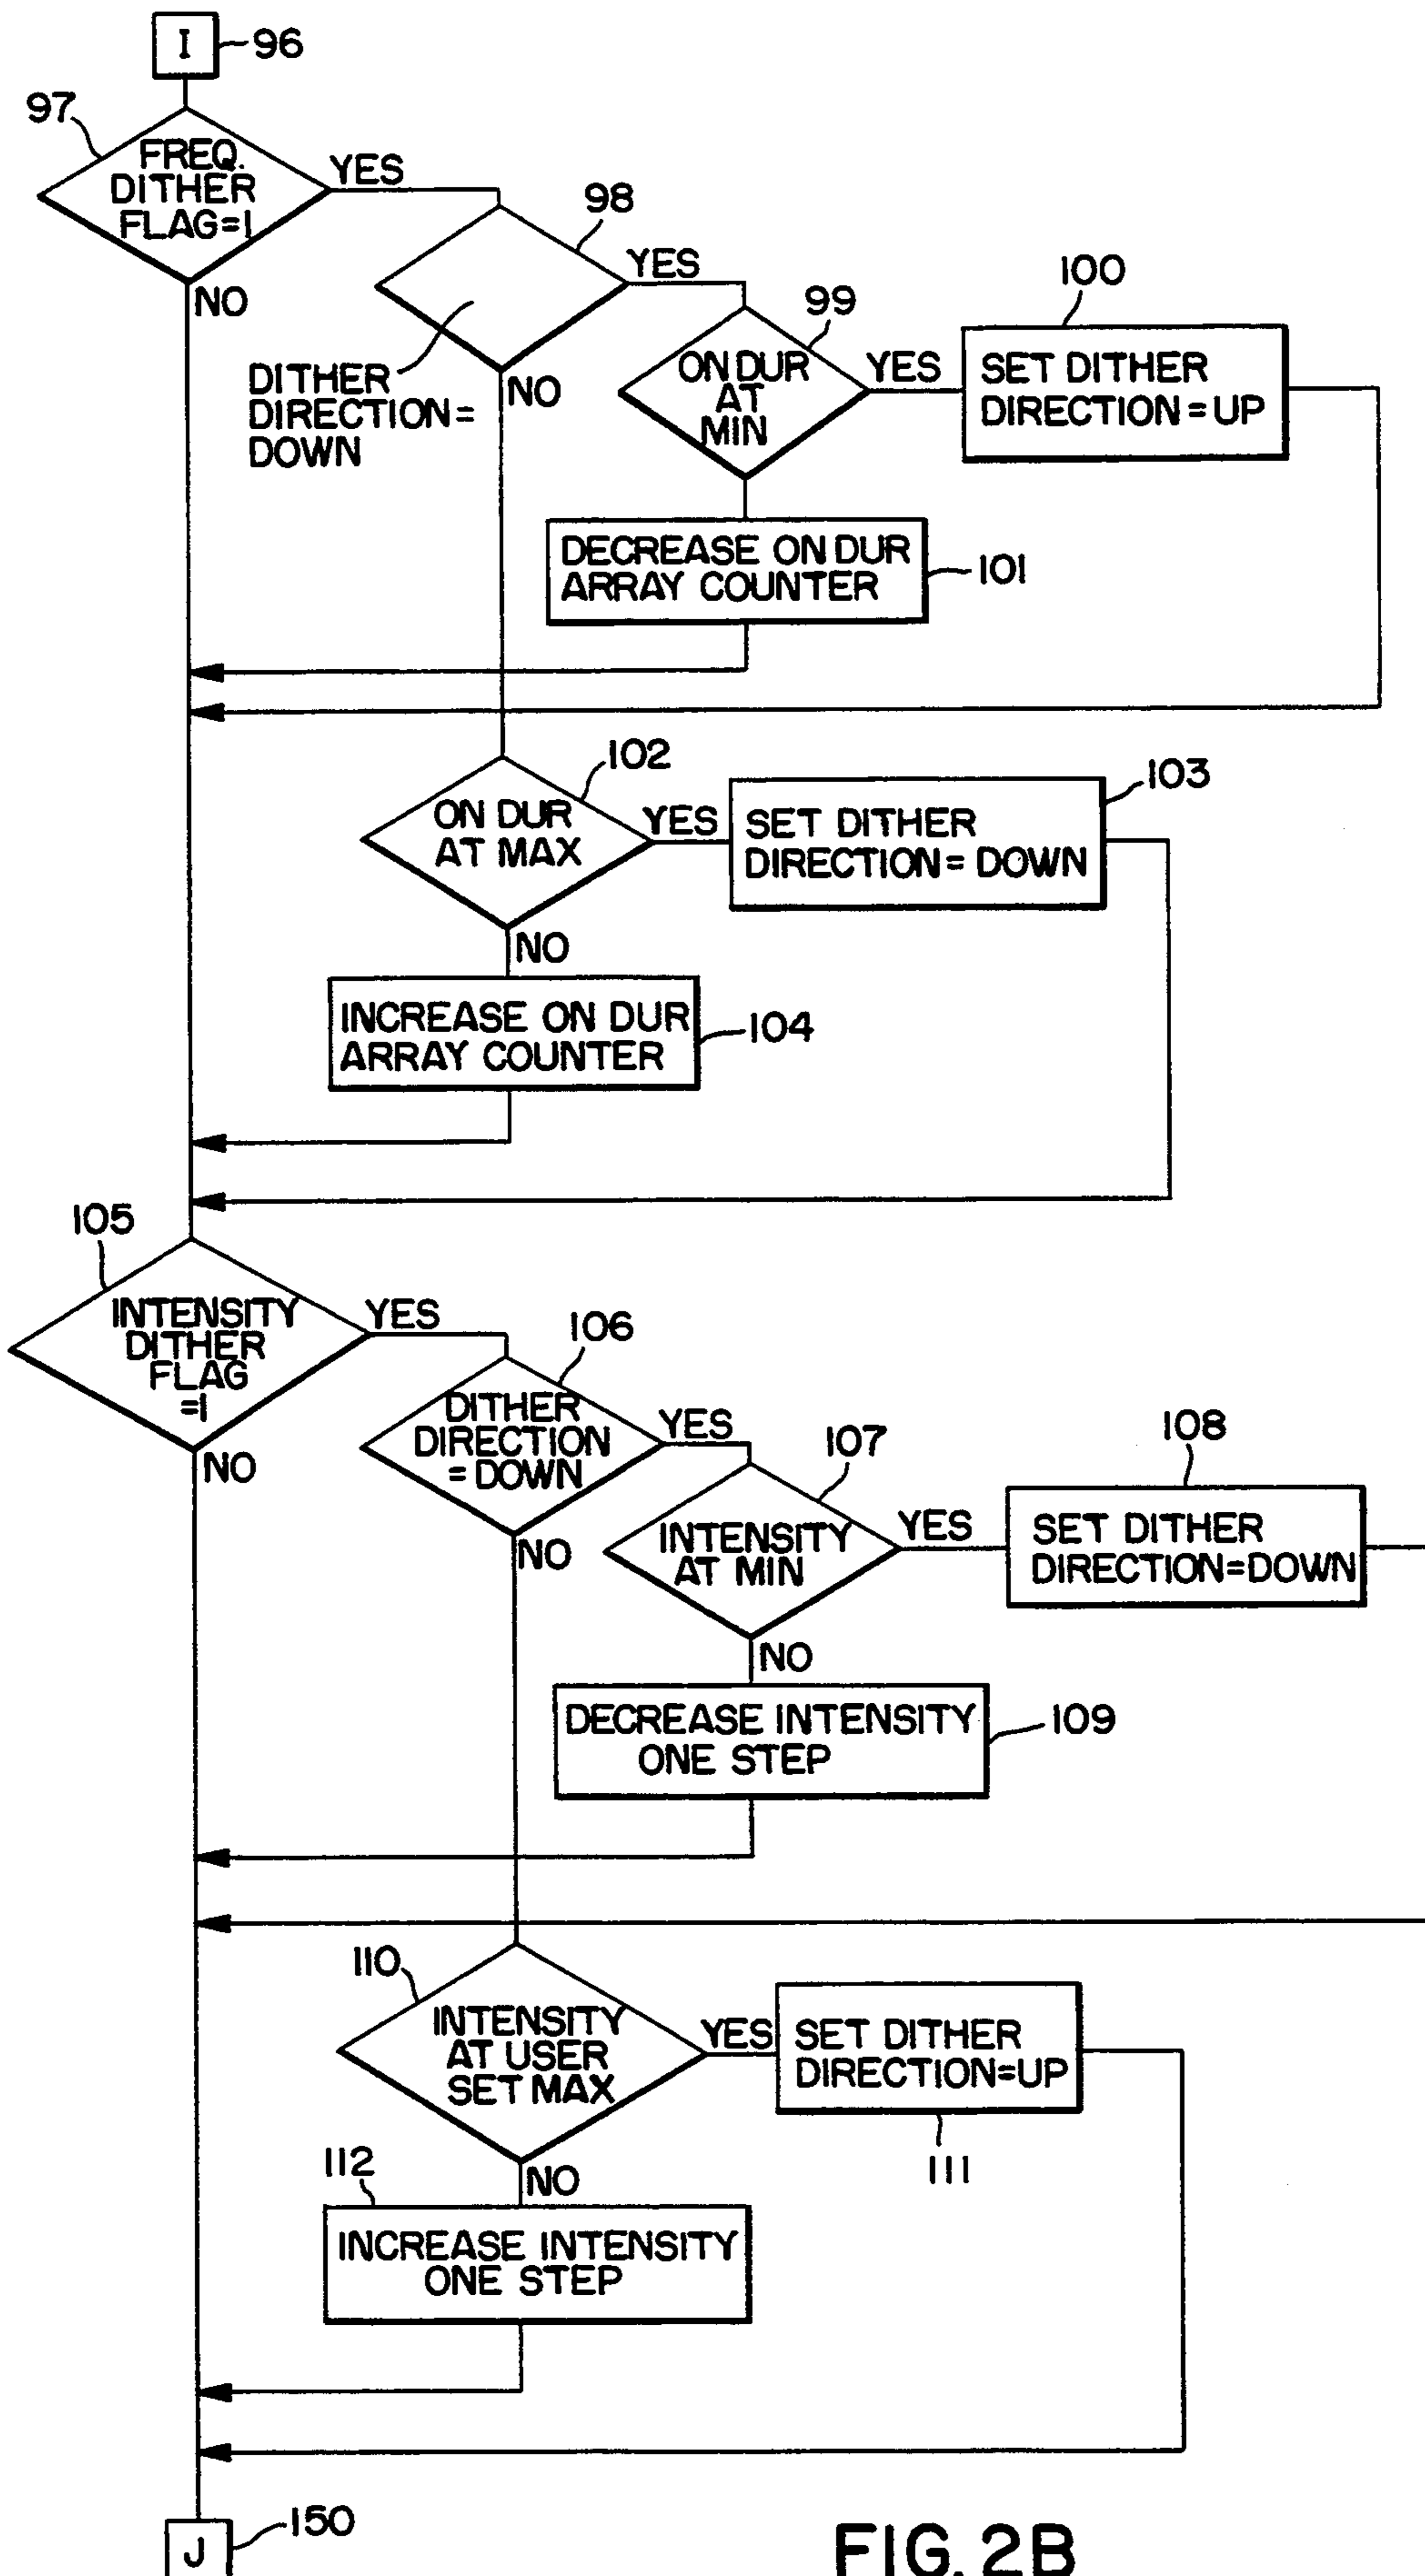 I
96
97
FREQ.
DITHER
FLAG=1
YES
NO
98
DITHER
DIRECTION=
DOWN
YES
NO
99
ON DUR
AT
MIN
YES
100
SET DITHER
DIRECTION=UP
DECREASE ON DUR
ARRAY COUNTER
101
102
ON DUR
AT MAX
YES
NO
103
SET DITHER
DIRECTION= DOWN
INCREASE ON DUR
ARRAY COUNTER
104
105
INTENSITY
DITHER
FLAG
=1
YES
NO
106
DITHER
DIRECTION
= DOWN
YES
NO
107
INTENSITY
AT MIN
YES
NO
108
SET DITHER
DIRECTION=DOWN
DECREASE INTENSITY
ONE STEP
109
110
INTENSITY
AT USER
SET MAX
YES
NO
SET DITHER
DIRECTION=UP
111
112
INCREASE INTENSITY
ONE STEP
J
150
FIG. 2B